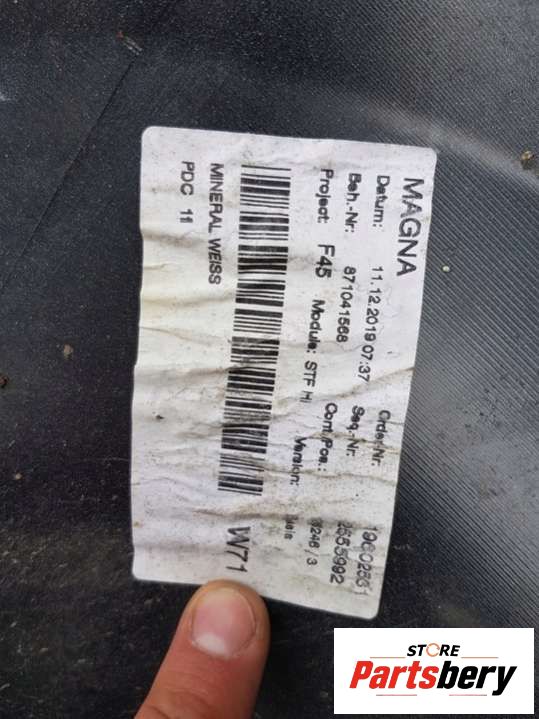 MAGNA
Datum: 11.12.2019 07:37 Order.Nr.
Beh.-Nr: 871041568 Seq.-Nr: 2555992
Project: F45 Module: STF HI Cont.Pos.: /3
Version:
MINERAL WEISS W71
PDC 11
STORE
Partsbery